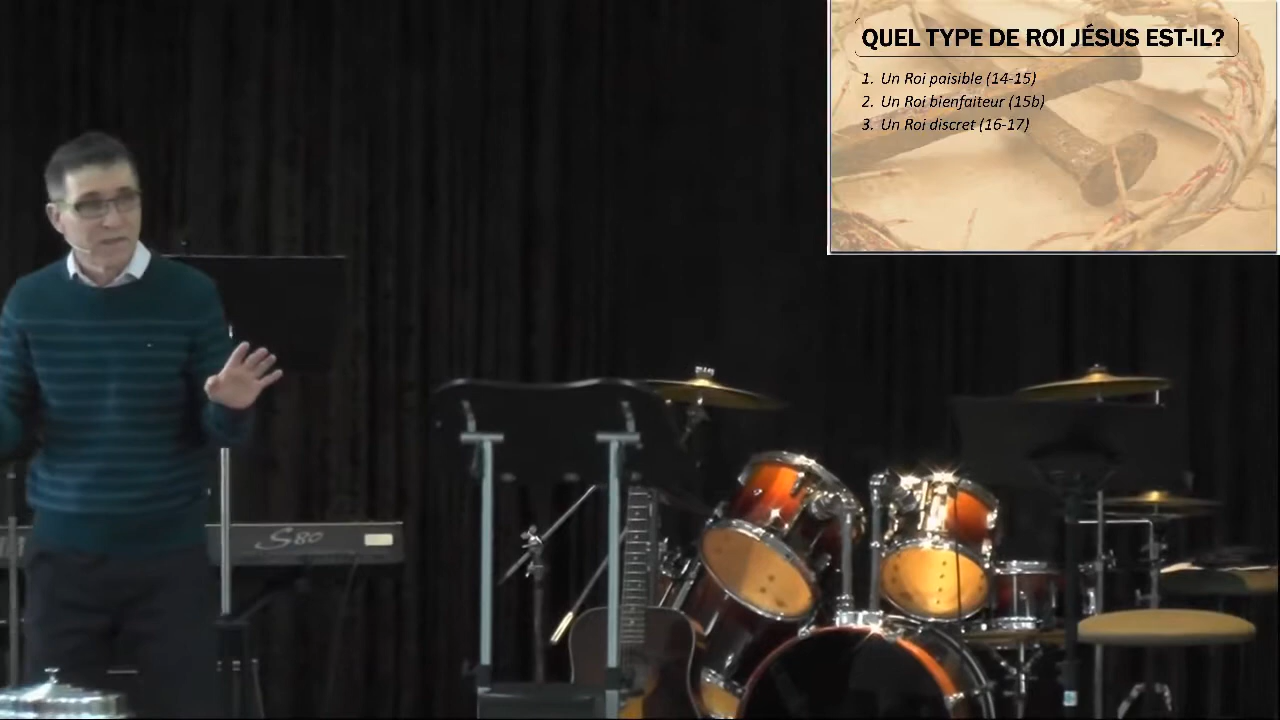 QUEL TYPE DE ROI JÉSUS EST-IL?
1. Un Roi paisible (14-15)
2. Un Roi bienfaiteur (15b)
3. Un Roi discret (16-17)
S80